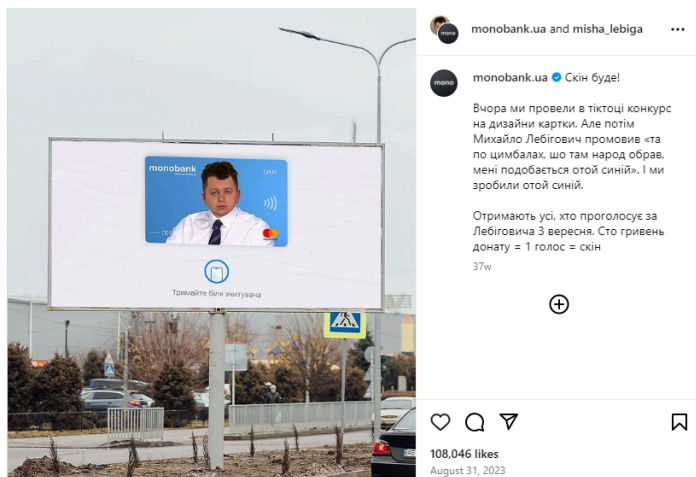 monobank.ua and misha_lebiga
mono
mono
monobank.ua Скін буде!
Вчора ми провели в тіктоці конкурс
на дизайни картки. Але потім
Михайло Лебігович промовив «та
по цимбалах, шо там народ обрав,
мені подобається отой синій». І ми
зробили отой синій.
Отримають усі, хто проголосує за
Лебіговича 3 вересня. Сто гривень
донату = 1 голос = скін
37w
monobank
UAH
Тримайте біля зчитувача
108,046 likes
August 31, 2023